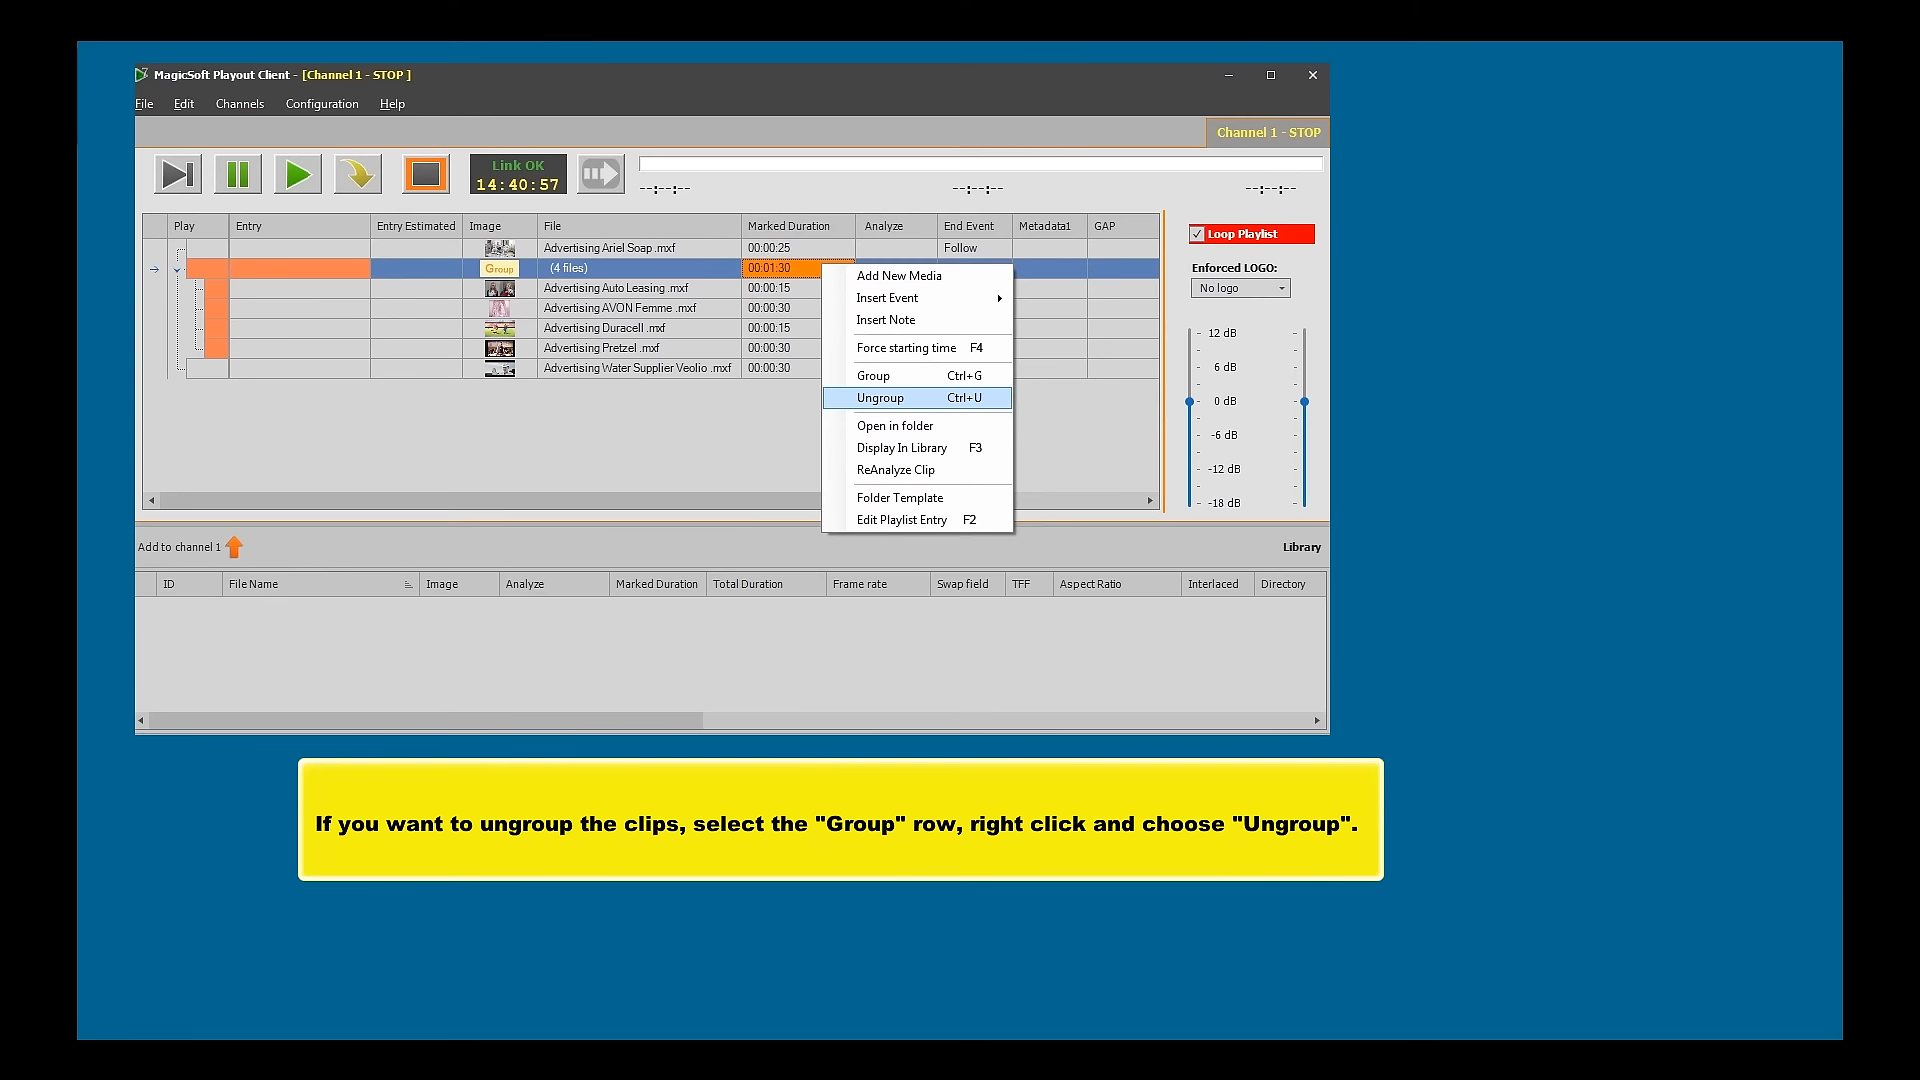 MagicSoft Playout Client - [Channel 1 - STOP ]
File Edit Channels Configuration Help
Channel 1 - STOP
Link OK
14:40:57
--:--:-- --:--:-- --:--:--
Play Entry Entry Estimated Image File Marked Duration Analyze End Event Metadata1 GAP
Advertising Ariel Soap .mxf 00:00:25 Follow
Group (4 files) 00:01:30
Advertising Auto Leasing .mxf 00:00:15
Advertising AVON Femme .mxf 00:00:30
Advertising Duracell .mxf 00:00:15
Advertising Pretzel .mxf 00:00:30
Advertising Water Supplier Veolio .mxf 00:00:30
Add New Media
Insert Event
Insert Note
Force starting time F4
Group Ctrl+G
Ungroup Ctrl+U
Open in folder
Display In Library F3
ReAnalyze Clip
Folder Template
Edit Playlist Entry F2
Loop Playlist
Enforced LOGO:
No logo
12 dB
6 dB
0 dB
-6 dB
-12 dB
-18 dB
Add to channel 1 Library
ID File Name Image Analyze Marked Duration Total Duration Frame rate Swap field TFF Aspect Ratio Interlaced Directory
If you want to ungroup the clips, select the "Group" row, right click and choose "Ungroup".